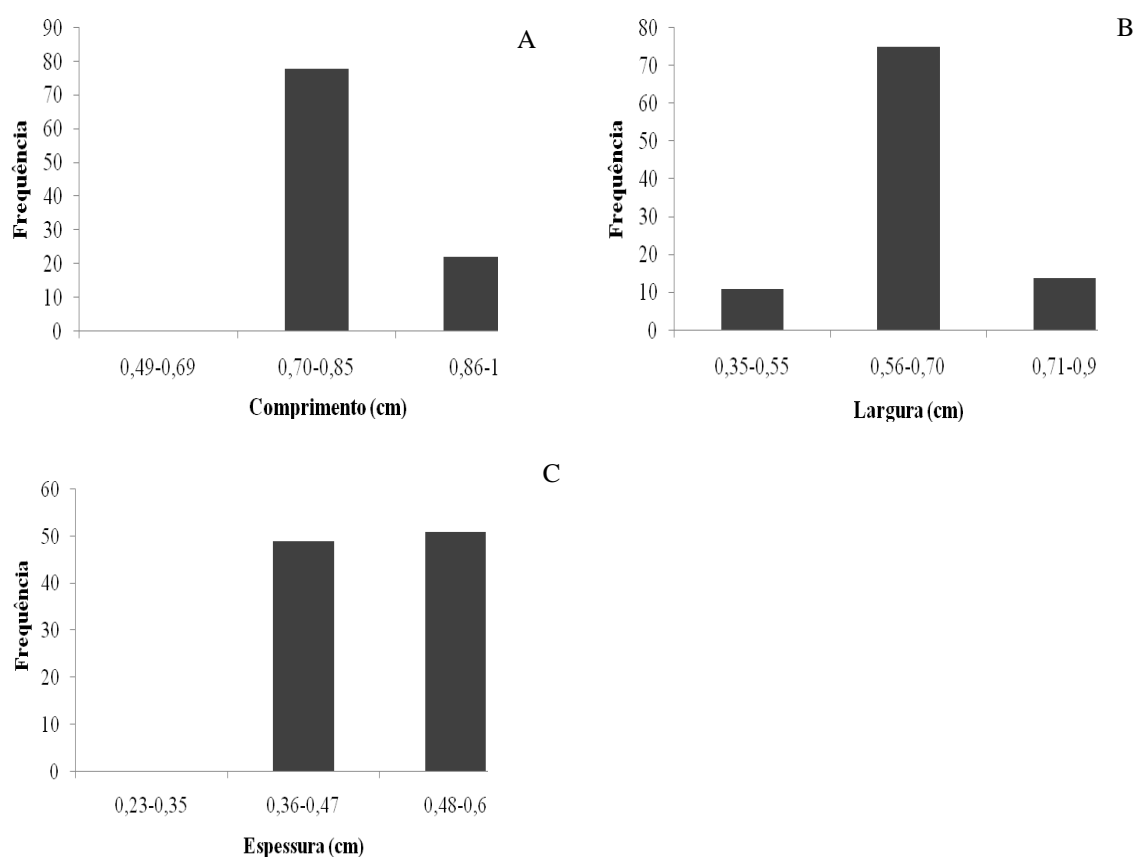 A
Frequência
90
80
70
60
50
40
30
20
10
0
0,49-0,69 0,70-0,85 0,86-1
Comprimento (cm)
B
Frequência
80
70
60
50
40
30
20
10
0
0,35-0,55 0,56-0,70 0,71-0,9
Largura (cm)
C
Frequência
60
50
40
30
20
10
0
0,23-0,35 0,36-0,47 0,48-0,6
Espessura (cm)